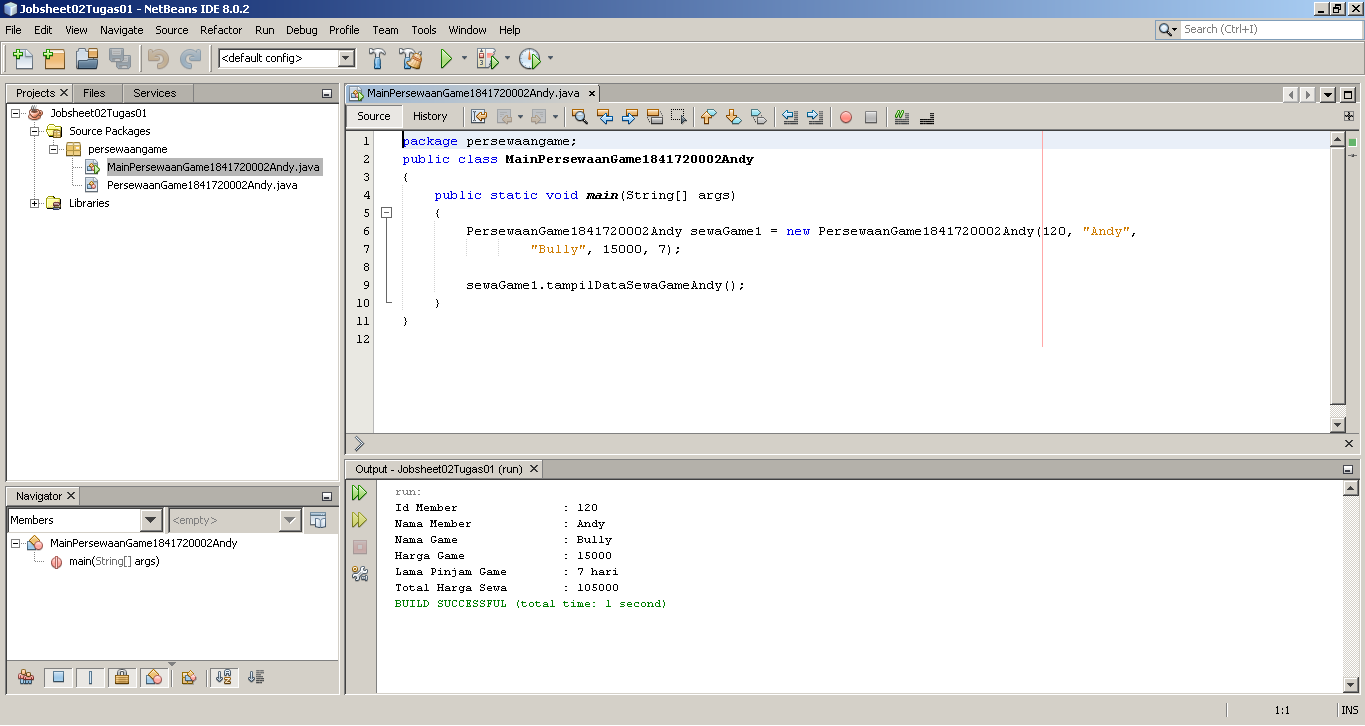 Jobsheet02Tugas01 - NetBeans IDE 8.0.2
File Edit View Navigate Source Refactor Run Debug Profile Team Tools Window Help
Search (Ctrl+I)
<default config>
Projects Files Services
Jobsheet02Tugas01
Source Packages
persewaangame
MainPersewaanGame1841720002Andy.java
PersewaanGame1841720002Andy.java
Libraries
MainPersewaanGame1841720002Andy.java
Source History
1 package persewaangame;
2 public class MainPersewaanGame1841720002Andy
3 {
4 public static void main(String[] args)
5 {
6 PersewaanGame1841720002Andy sewaGame1 = new PersewaanGame1841720002Andy(120, "Andy",
7 "Bully", 15000, 7);
8
9 sewaGame1.tampilDataSewaGameAndy();
10 }
11 }
12
Navigator
Members <empty>
MainPersewaanGame1841720002Andy
main(String[] args)
Output - Jobsheet02Tugas01 (run)
run:
Id Member : 120
Nama Member : Andy
Nama Game : Bully
Harga Game : 15000
Lama Pinjam Game : 7 hari
Total Harga Sewa : 105000
BUILD SUCCESSFUL (total time: 1 second)
1:1 INS